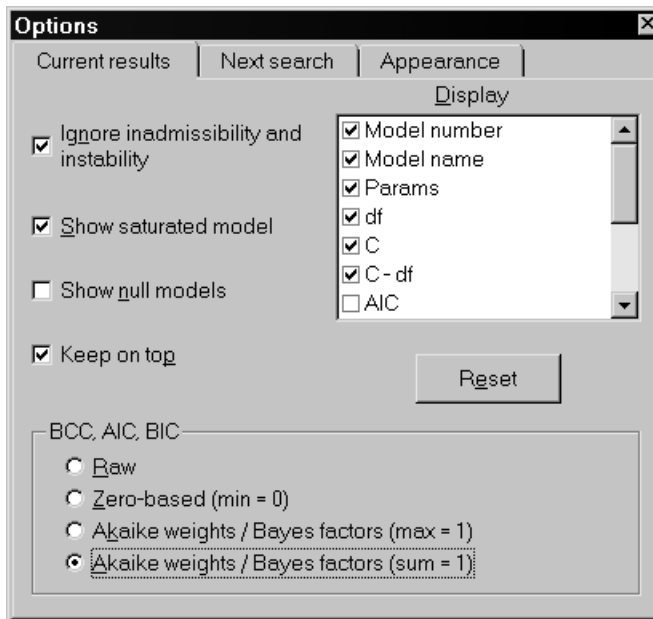 Options
Current results
Next search
Appearance
Display
Ignore inadmissibility and
instability
Show saturated model
Show null models
Keep on top
Model number
Model name
Params
df
C
C - df
AIC
Reset
BCC, AIC, BIC
Raw
Zero-based (min = 0)
Akaike weights / Bayes factors (max = 1)
Akaike weights / Bayes factors (sum = 1)